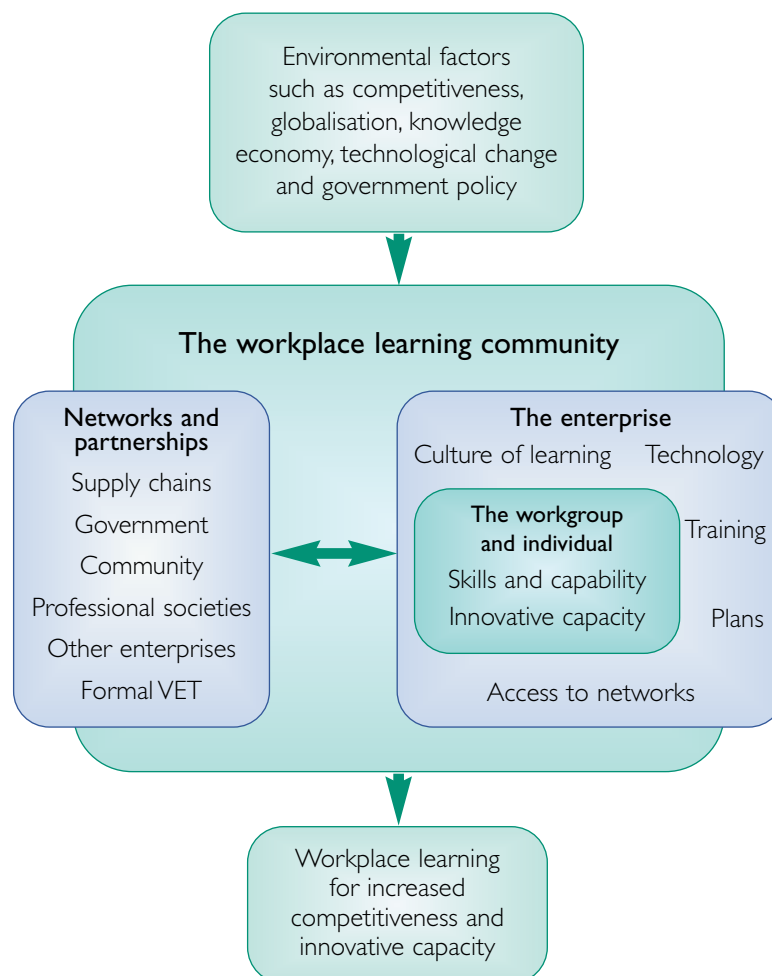 Environmental factors
such as competitiveness,
globalisation, knowledge
economy, technological change
and government policy
The workplace learning community
Networks and
partnerships
Supply chains
Government
Community
Professional societies
Other enterprises
Formal VET
The enterprise
Culture of learning
Technology
The workgroup
and individual
Skills and capability
Innovative capacity
Training
Plans
Access to networks
Workplace learning
for increased
competitiveness and
innovative capacity